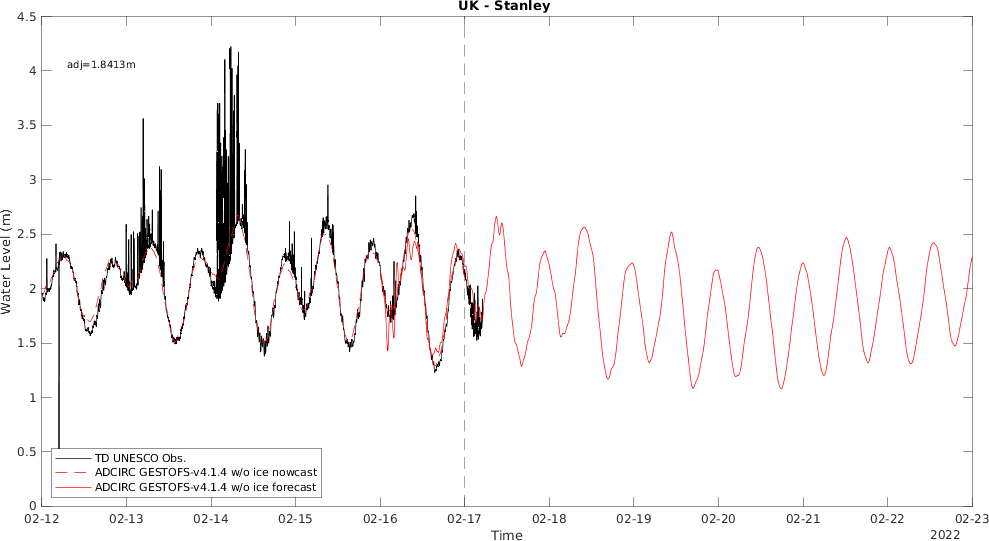 UK - Stanley
adj=1.8413m
Water Level (m)
4.5
4
3.5
3
2.5
2
1.5
1
0.5
0
TD UNESCO Obs.
ADCIRC GESTOFS-v4.1.4 w/o ice nowcast
ADCIRC GESTOFS-v4.1.4 w/o ice forecast
02-12 02-13 02-14 02-15 02-16 02-17 02-18 02-19 02-20 02-21 02-22 02-23
Time
2022